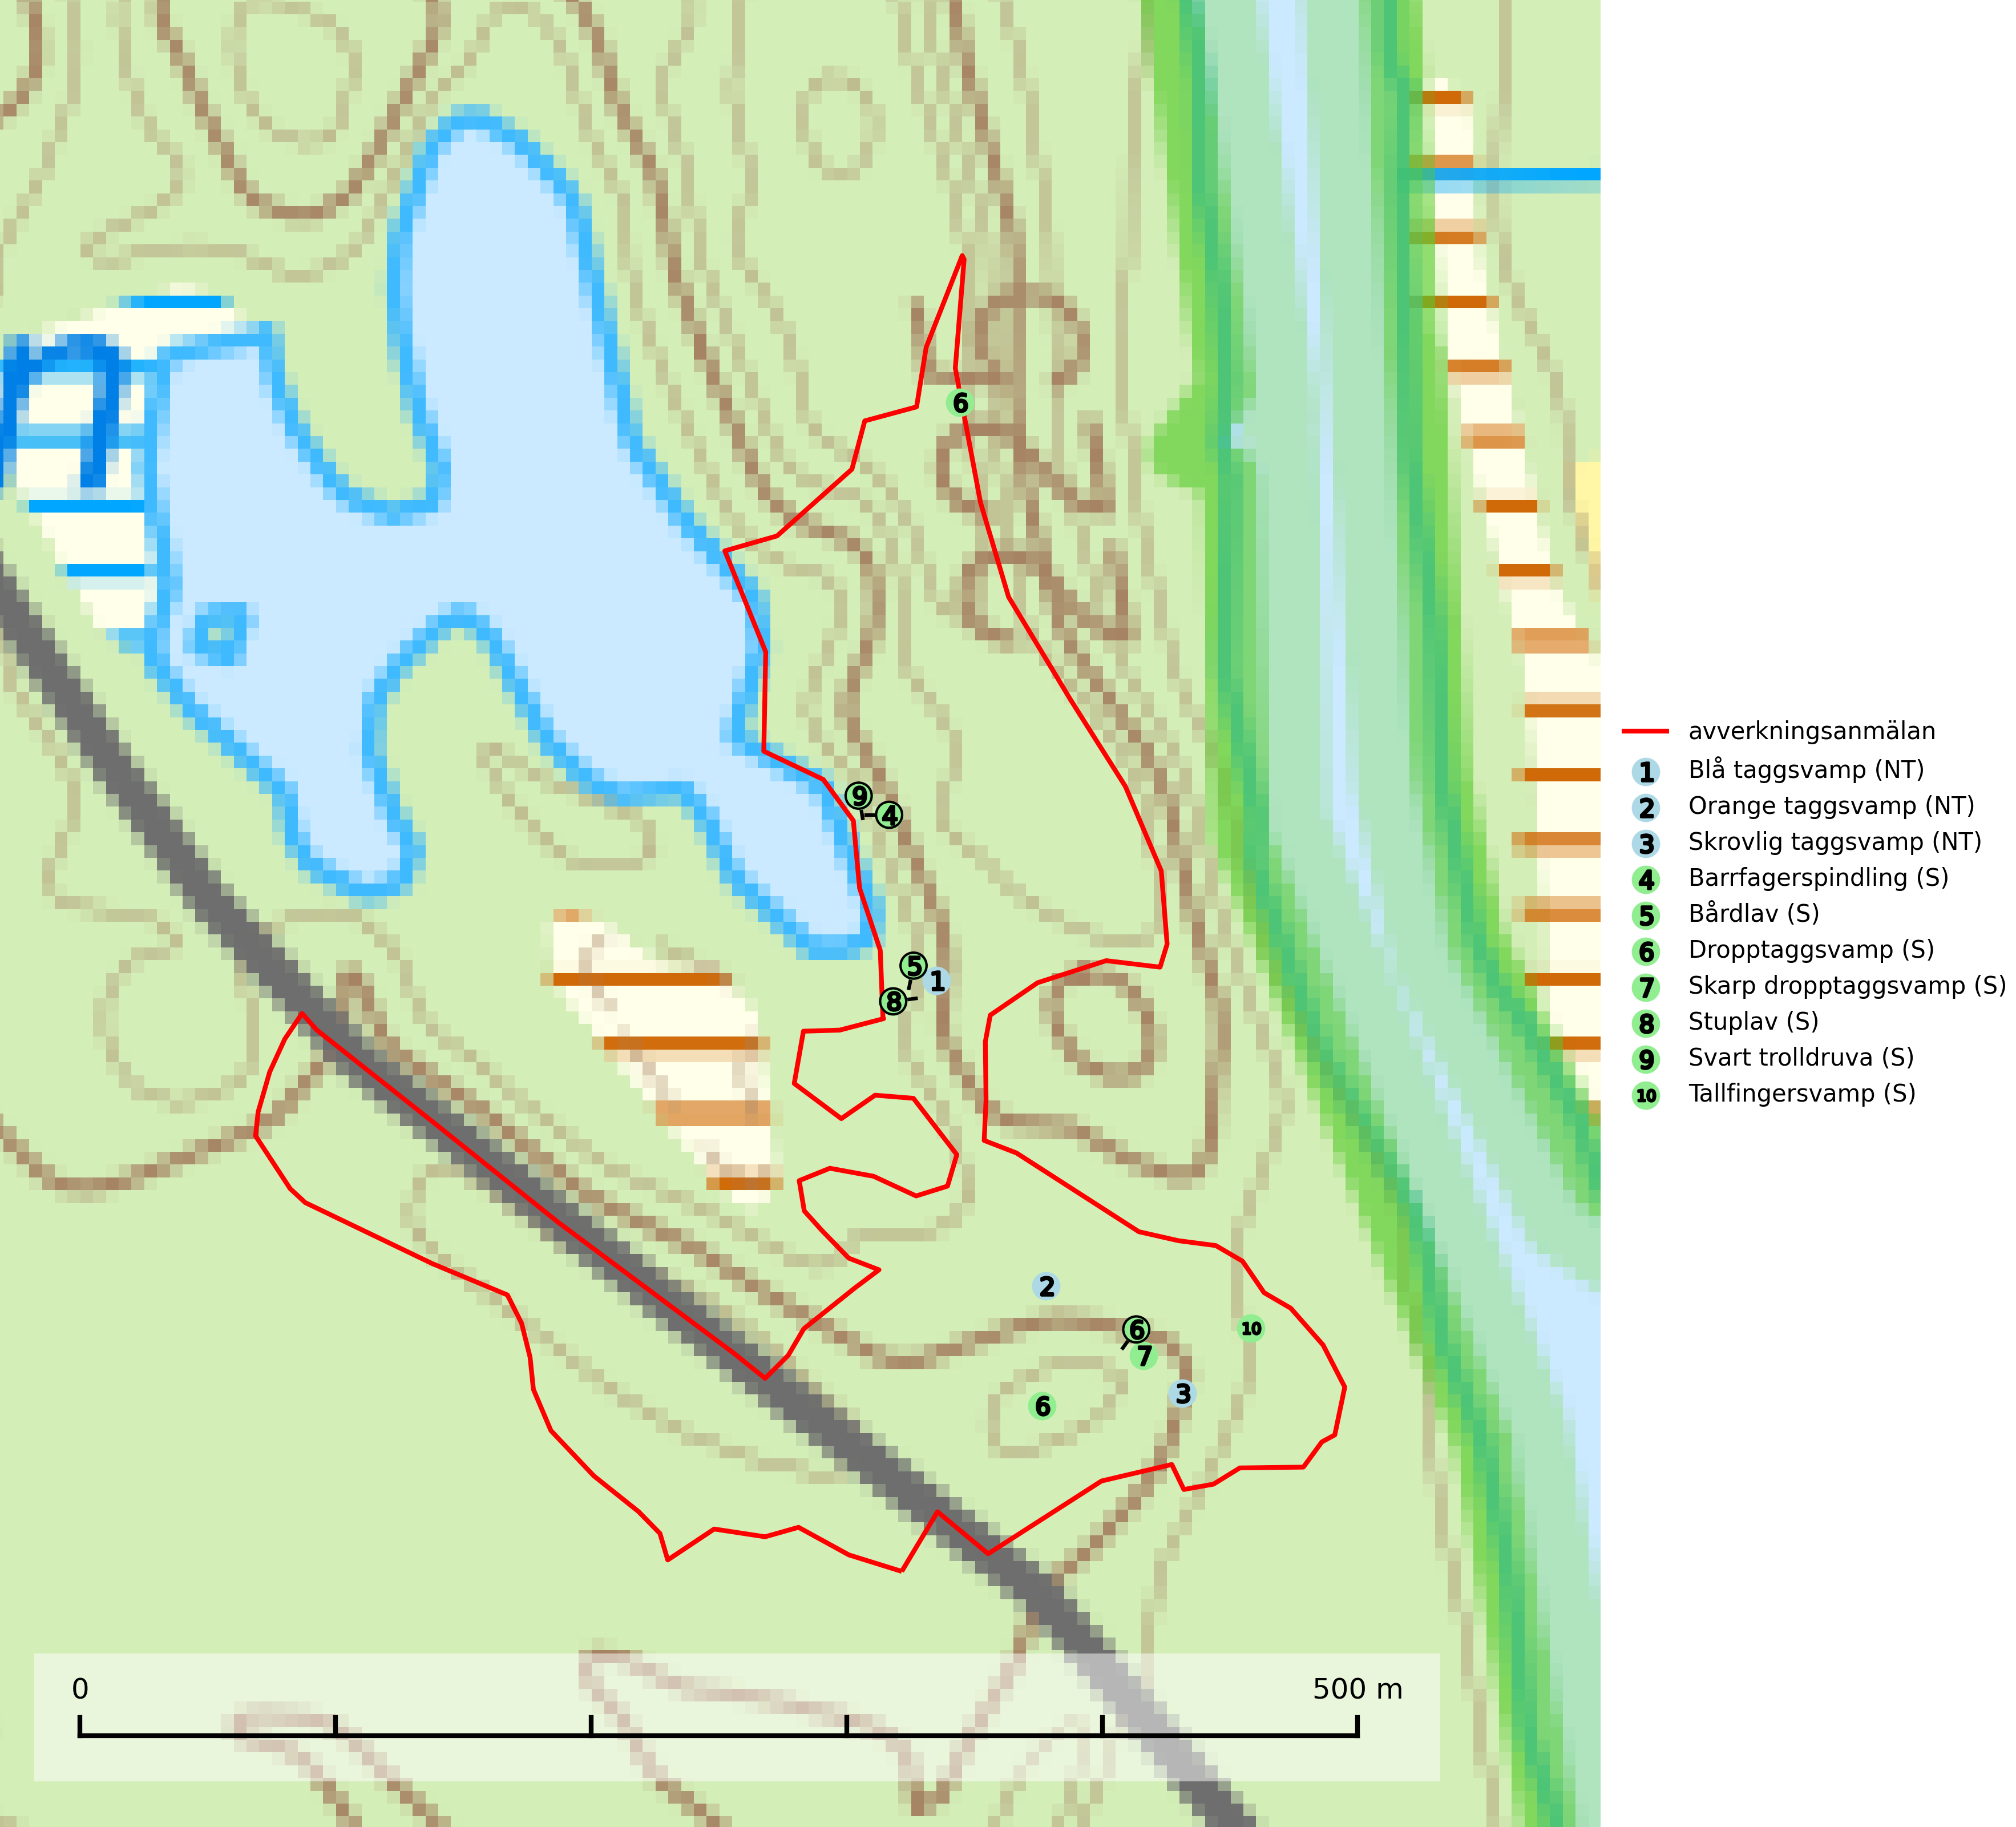 6
9
4
5
1
8
2
6
10
7
3
6
0
500 m
avverkningsanmälan
1 Blå taggsvamp (NT)
2 Orange taggsvamp (NT)
3 Skrovlig taggsvamp (NT)
4 Barrfagerspindling (S)
5 Bårdlav (S)
6 Dropptaggsvamp (S)
7 Skarp dropptaggsvamp (S)
8 Stuplav (S)
9 Svart trolldruva (S)
10 Tallfingersvamp (S)